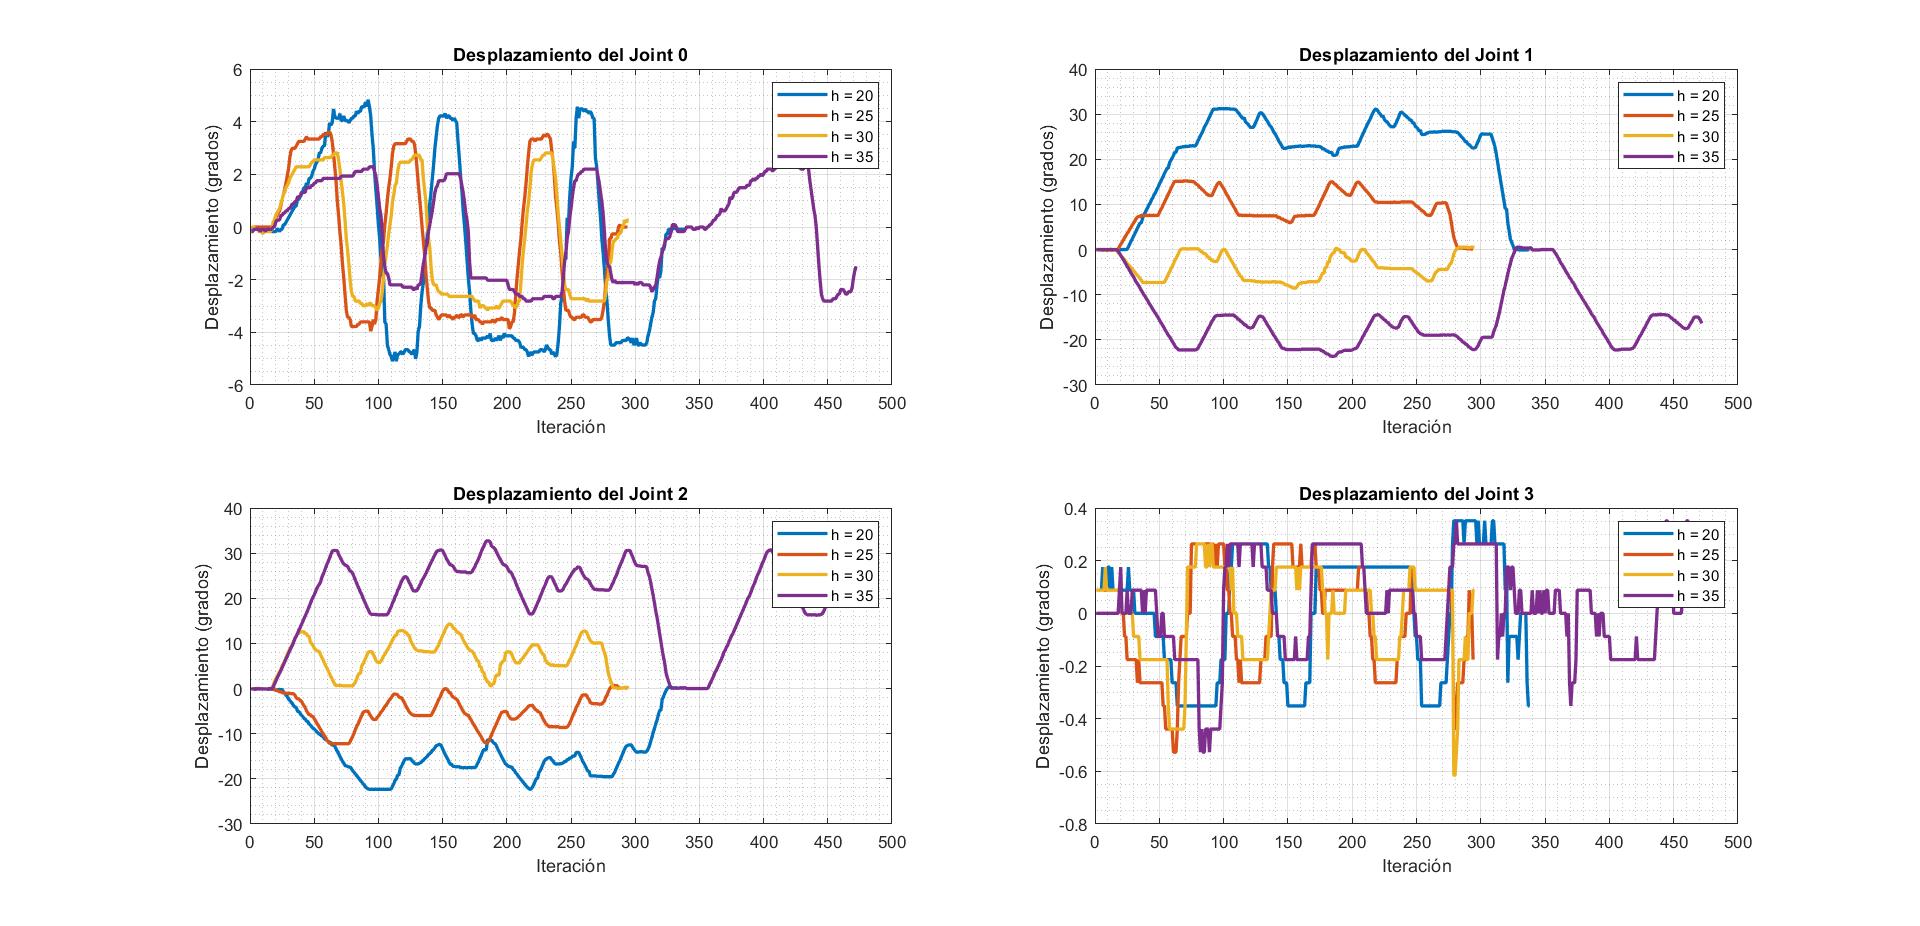 Desplazamiento del Joint 0
Desplazamiento (grados)
6
4
2
0
-2
-4
-6
0 50 100 150 200 250 300 350 400 450 500
Iteración
h = 20
h = 25
h = 30
h = 35
Desplazamiento del Joint 1
Desplazamiento (grados)
40
30
20
10
0
-10
-20
-30
0 50 100 150 200 250 300 350 400 450 500
Iteración
h = 20
h = 25
h = 30
h = 35
Desplazamiento del Joint 2
Desplazamiento (grados)
40
30
20
10
0
-10
-20
-30
0 50 100 150 200 250 300 350 400 450 500
Iteración
h = 20
h = 25
h = 30
h = 35
Desplazamiento del Joint 3
Desplazamiento (grados)
0.4
0.2
0
-0.2
-0.4
-0.6
-0.8
0 50 100 150 200 250 300 350 400 450 500
Iteración
h = 20
h = 25
h = 30
h = 35